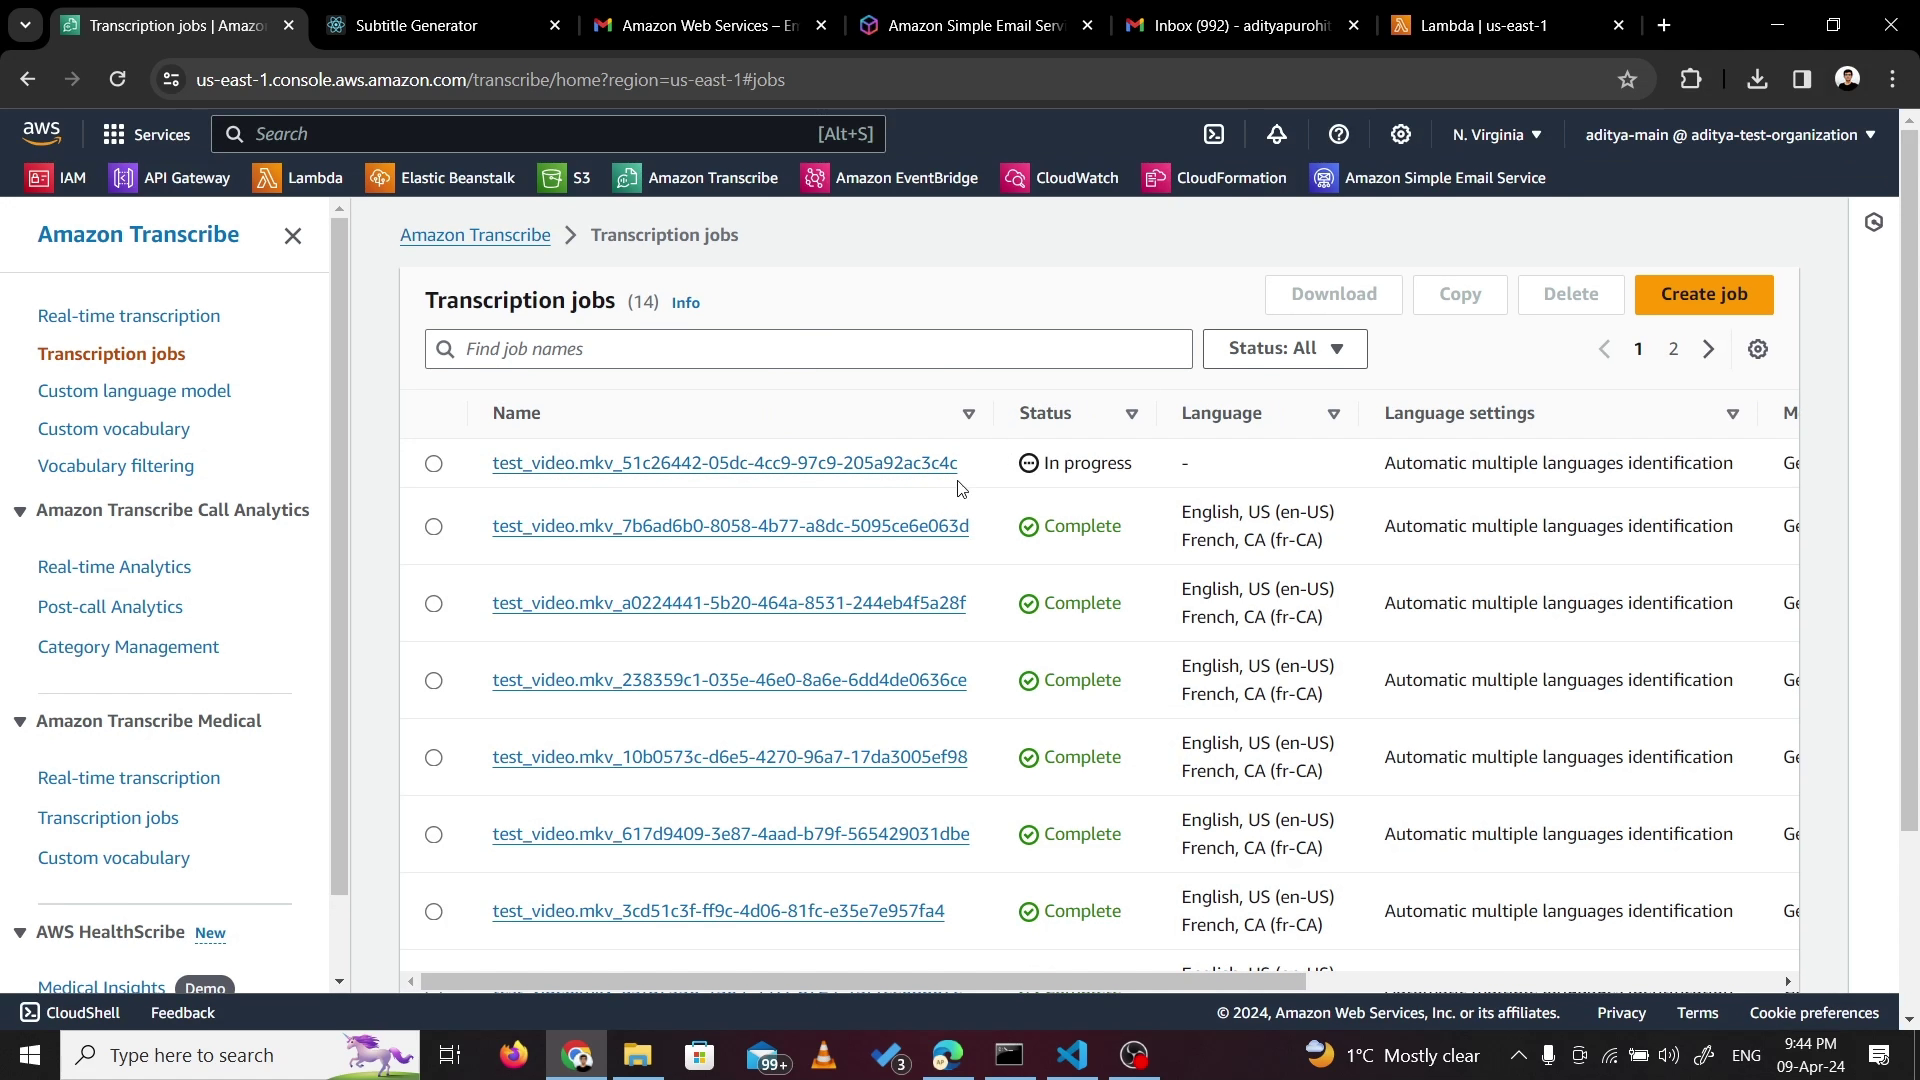 Transcription jobs | Amazo
Subtitle Generator
Amazon Web Services – En
Amazon Simple Email Servi
Inbox (992) - adityapurohit
Lambda | us-east-1
us-east-1.console.aws.amazon.com/transcribe/home?region=us-east-1#jobs
aws
Services
Search
[Alt+S]
N. Virginia
aditya-main @ aditya-test-organization
IAM
API Gateway
Lambda
Elastic Beanstalk
S3
Amazon Transcribe
Amazon EventBridge
CloudWatch
CloudFormation
Amazon Simple Email Service
Amazon Transcribe
Real-time transcription
Transcription jobs
Custom language model
Custom vocabulary
Vocabulary filtering
Amazon Transcribe Call Analytics
Real-time Analytics
Post-call Analytics
Category Management
Amazon Transcribe Medical
Real-time transcription
Transcription jobs
Custom vocabulary
AWS HealthScribe New
Medical Insights Demo
Amazon Transcribe > Transcription jobs
Transcription jobs (14) Info
Download
Copy
Delete
Create job
Find job names
Status: All
1
2
Name Status Language Language settings M
test_video.mkv_51c26442-05dc-4cc9-97c9-205a92ac3c4c In progress - Automatic multiple languages identification Ge
test_video.mkv_7b6ad6b0-8058-4b77-a8dc-5095ce6e063d Complete English, US (en-US) Automatic multiple languages identification Ge
French, CA (fr-CA)
test_video.mkv_a0224441-5b20-464a-8531-244eb4f5a28f Complete English, US (en-US) Automatic multiple languages identification Ge
French, CA (fr-CA)
test_video.mkv_238359c1-035e-46e0-8a6e-6dd4de0636ce Complete English, US (en-US) Automatic multiple languages identification Ge
French, CA (fr-CA)
test_video.mkv_10b0573c-d6e5-4270-96a7-17da3005ef98 Complete English, US (en-US) Automatic multiple languages identification Ge
French, CA (fr-CA)
test_video.mkv_617d9409-3e87-4aad-b79f-565429031dbe Complete English, US (en-US) Automatic multiple languages identification Ge
French, CA (fr-CA)
test_video.mkv_3cd51c3f-ff9c-4d06-81fc-e35e7e957fa4 Complete English, US (en-US) Automatic multiple languages identification Ge
French, CA (fr-CA)
CloudShell
Feedback
© 2024, Amazon Web Services, Inc. or its affiliates.
Privacy
Terms
Cookie preferences
Type here to search
99+
3
1°C Mostly clear
ENG
9:44 PM
09-Apr-24